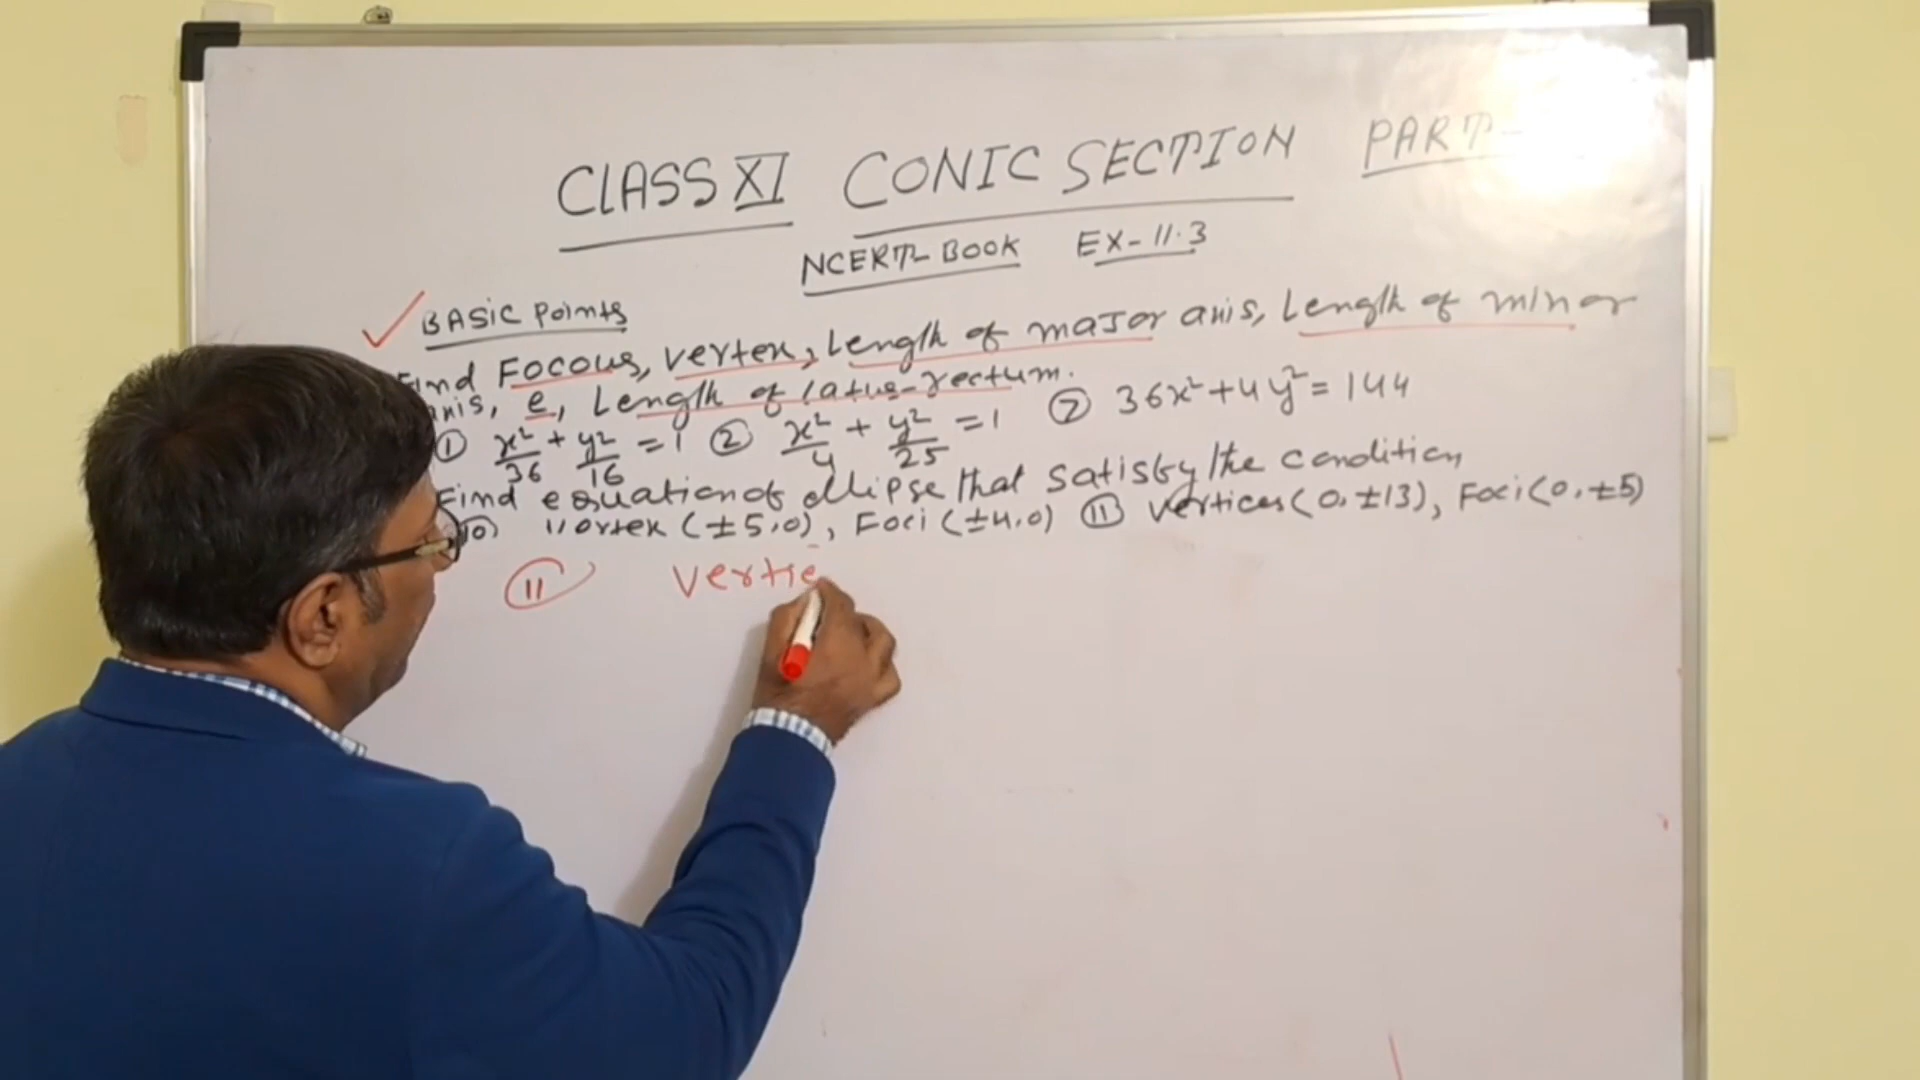 CLASS XI CONIC SECTION PART-
NCERT BOOK EX-11.3
BASIC Points
Find Focous, vertex, Length of major axis, Length of minor
axis, e, Length of latus-rectum.
① x²/36 + y²/16 = 1 ② x²/4 + y²/25 = 1 ⑦ 36x² + 4y² = 144
Find equation of ellipse that satisfy the condition
⑩ vertex (±5,0), Foci (±4,0) ⑪ vertices (0,±13), Foci (0,±5)
⑪ Vertic